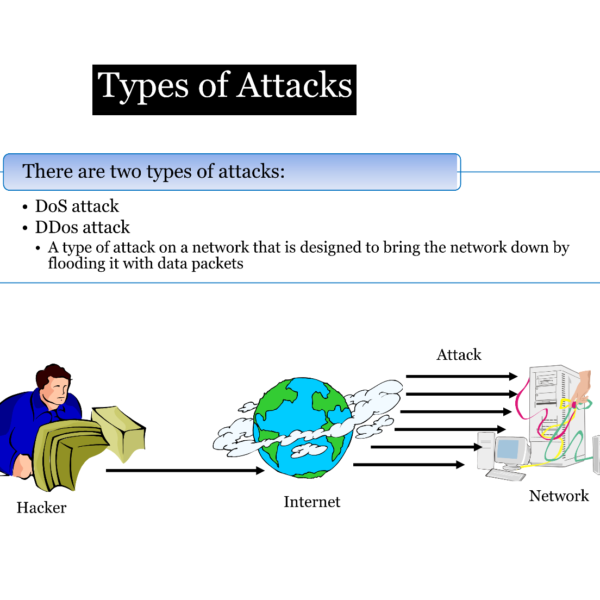 Types of Attacks
There are two types of attacks:
• DoS attack
• DDos attack
• A type of attack on a network that is designed to bring the network down by
flooding it with data packets
Attack
Hacker
Internet
Network